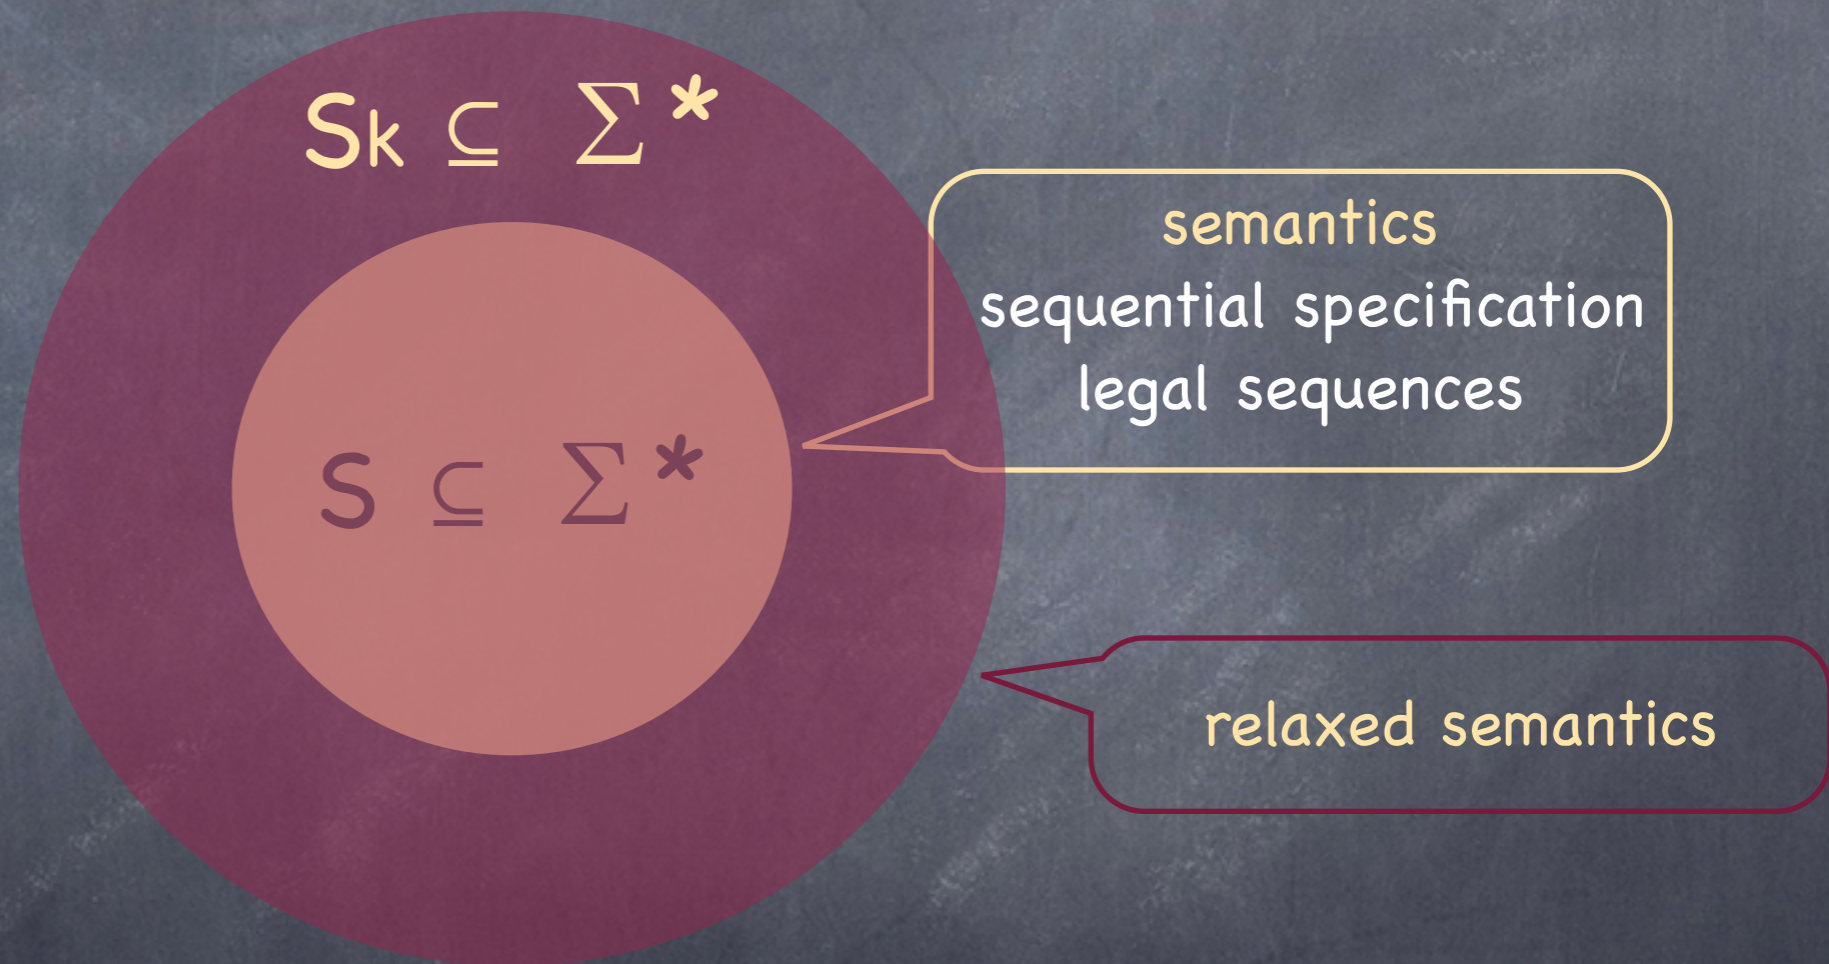 Sk ⊆ Σ*
semantics
sequential specification
legal sequences
S ⊆ Σ*
relaxed semantics